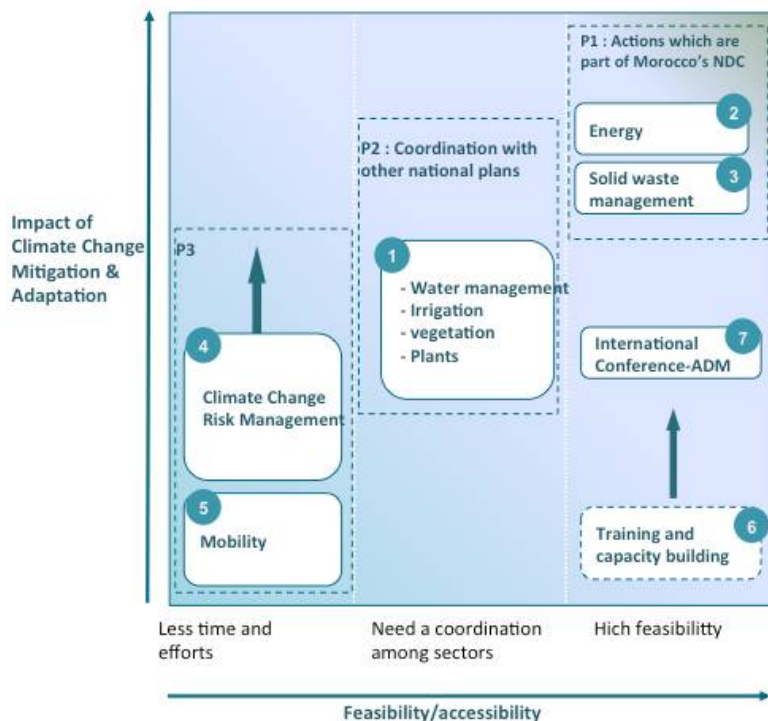 P1 : Actions which are
part of Morocco's NDC
2
Energy
3
Solid waste
management
P2 : Coordination with
other national plans
Impact of
Climate Change
Mitigation &
Adaptation
P3
1
- Water management
- Irrigation
- vegetation
- Plants
4
Climate Change
Risk Management
7
International
Conference-ADM
5
Mobility
6
Training and
capacity building
Less time and
efforts
Need a coordination
among sectors
Hich feasibilitty
Feasibility/accessibility